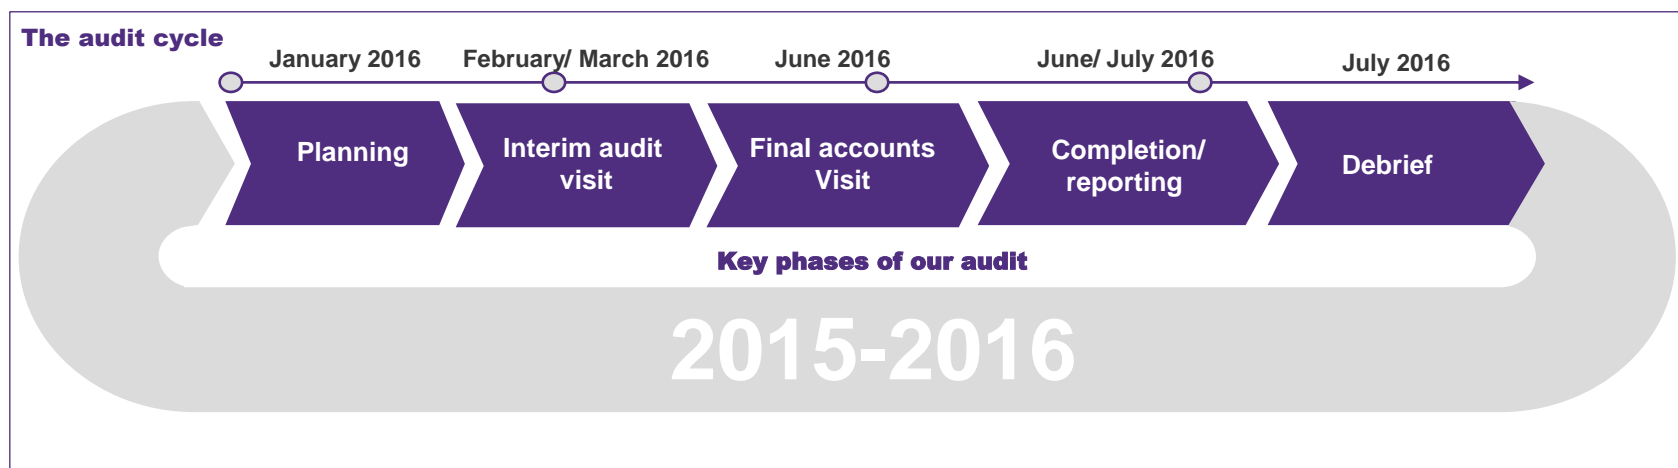 The audit cycle
January 2016
February/ March 2016
June 2016
June/ July 2016
July 2016
Planning
Interim audit
visit
Final accounts
Visit
Completion/
reporting
Debrief
Key phases of our audit
2015-2016